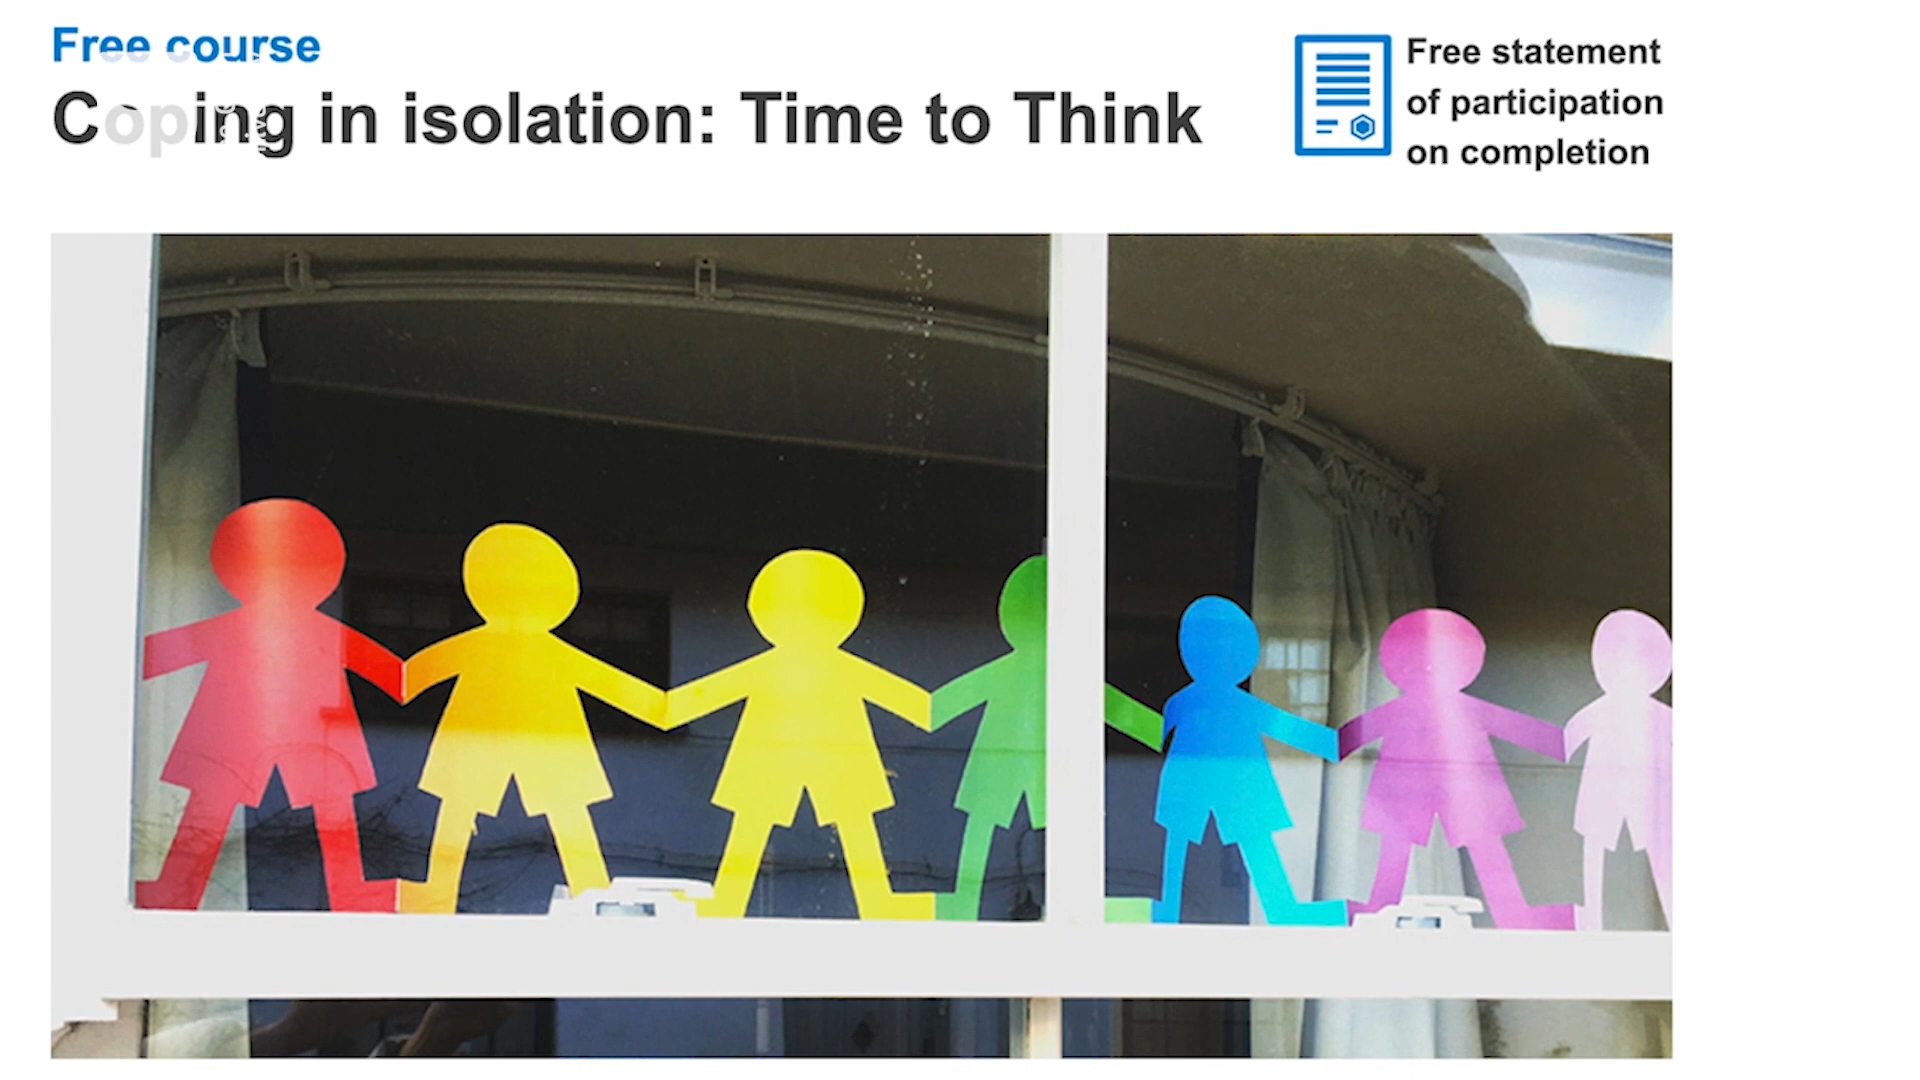 Free course
Coping in isolation: Time to Think
Free statement
of participation
on completion